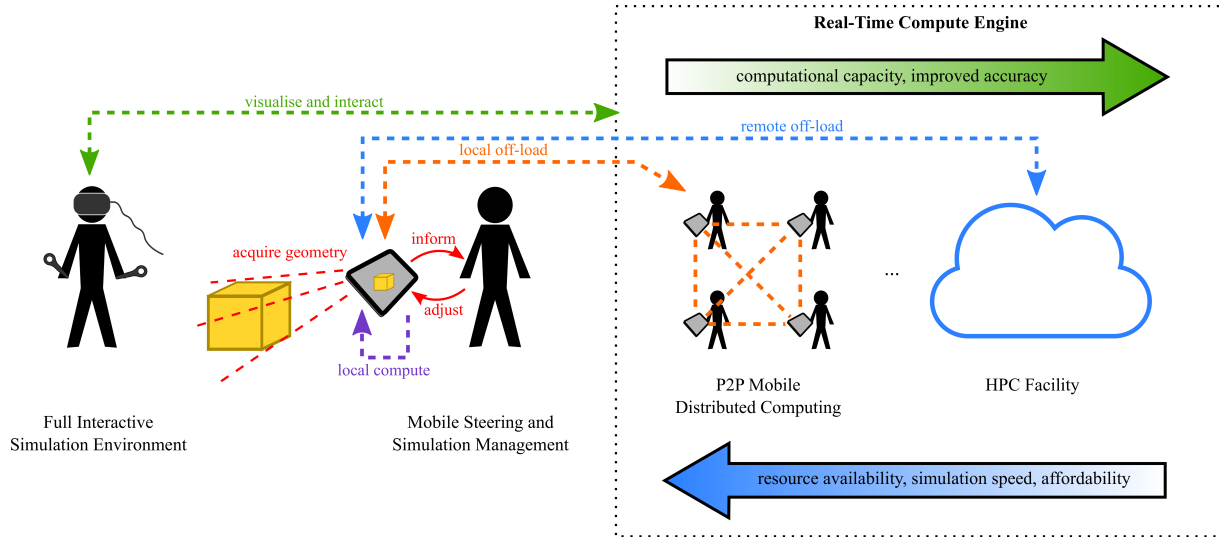 Real-Time Compute Engine
computational capacity, improved accuracy
visualise and interact
remote off-load
local off-load
inform
acquire geometry
adjust
local compute
...
P2P Mobile
Distributed Computing
HPC Facility
Full Interactive
Simulation Environment
Mobile Steering and
Simulation Management
resource availability, simulation speed, affordability